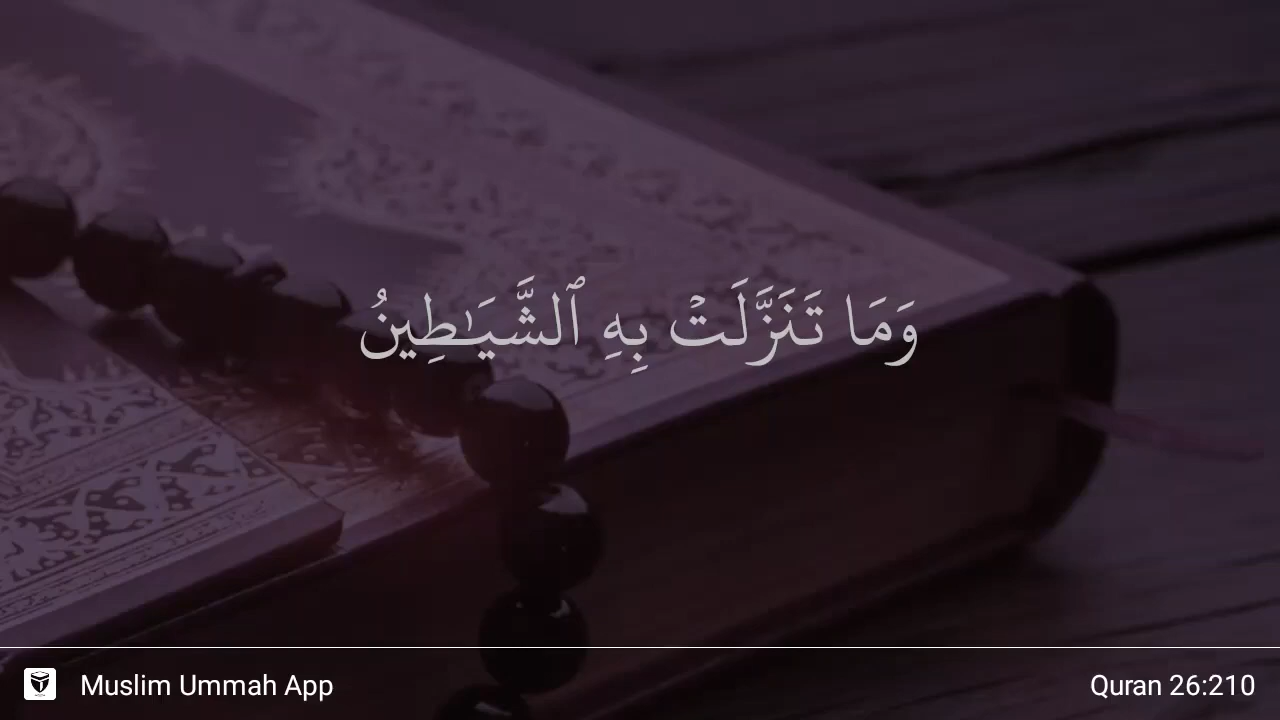 وَمَا تَنَزَّلَتْ بِهِ ٱلشَّيَـٰطِينُ
Muslim Ummah App
Quran 26:210